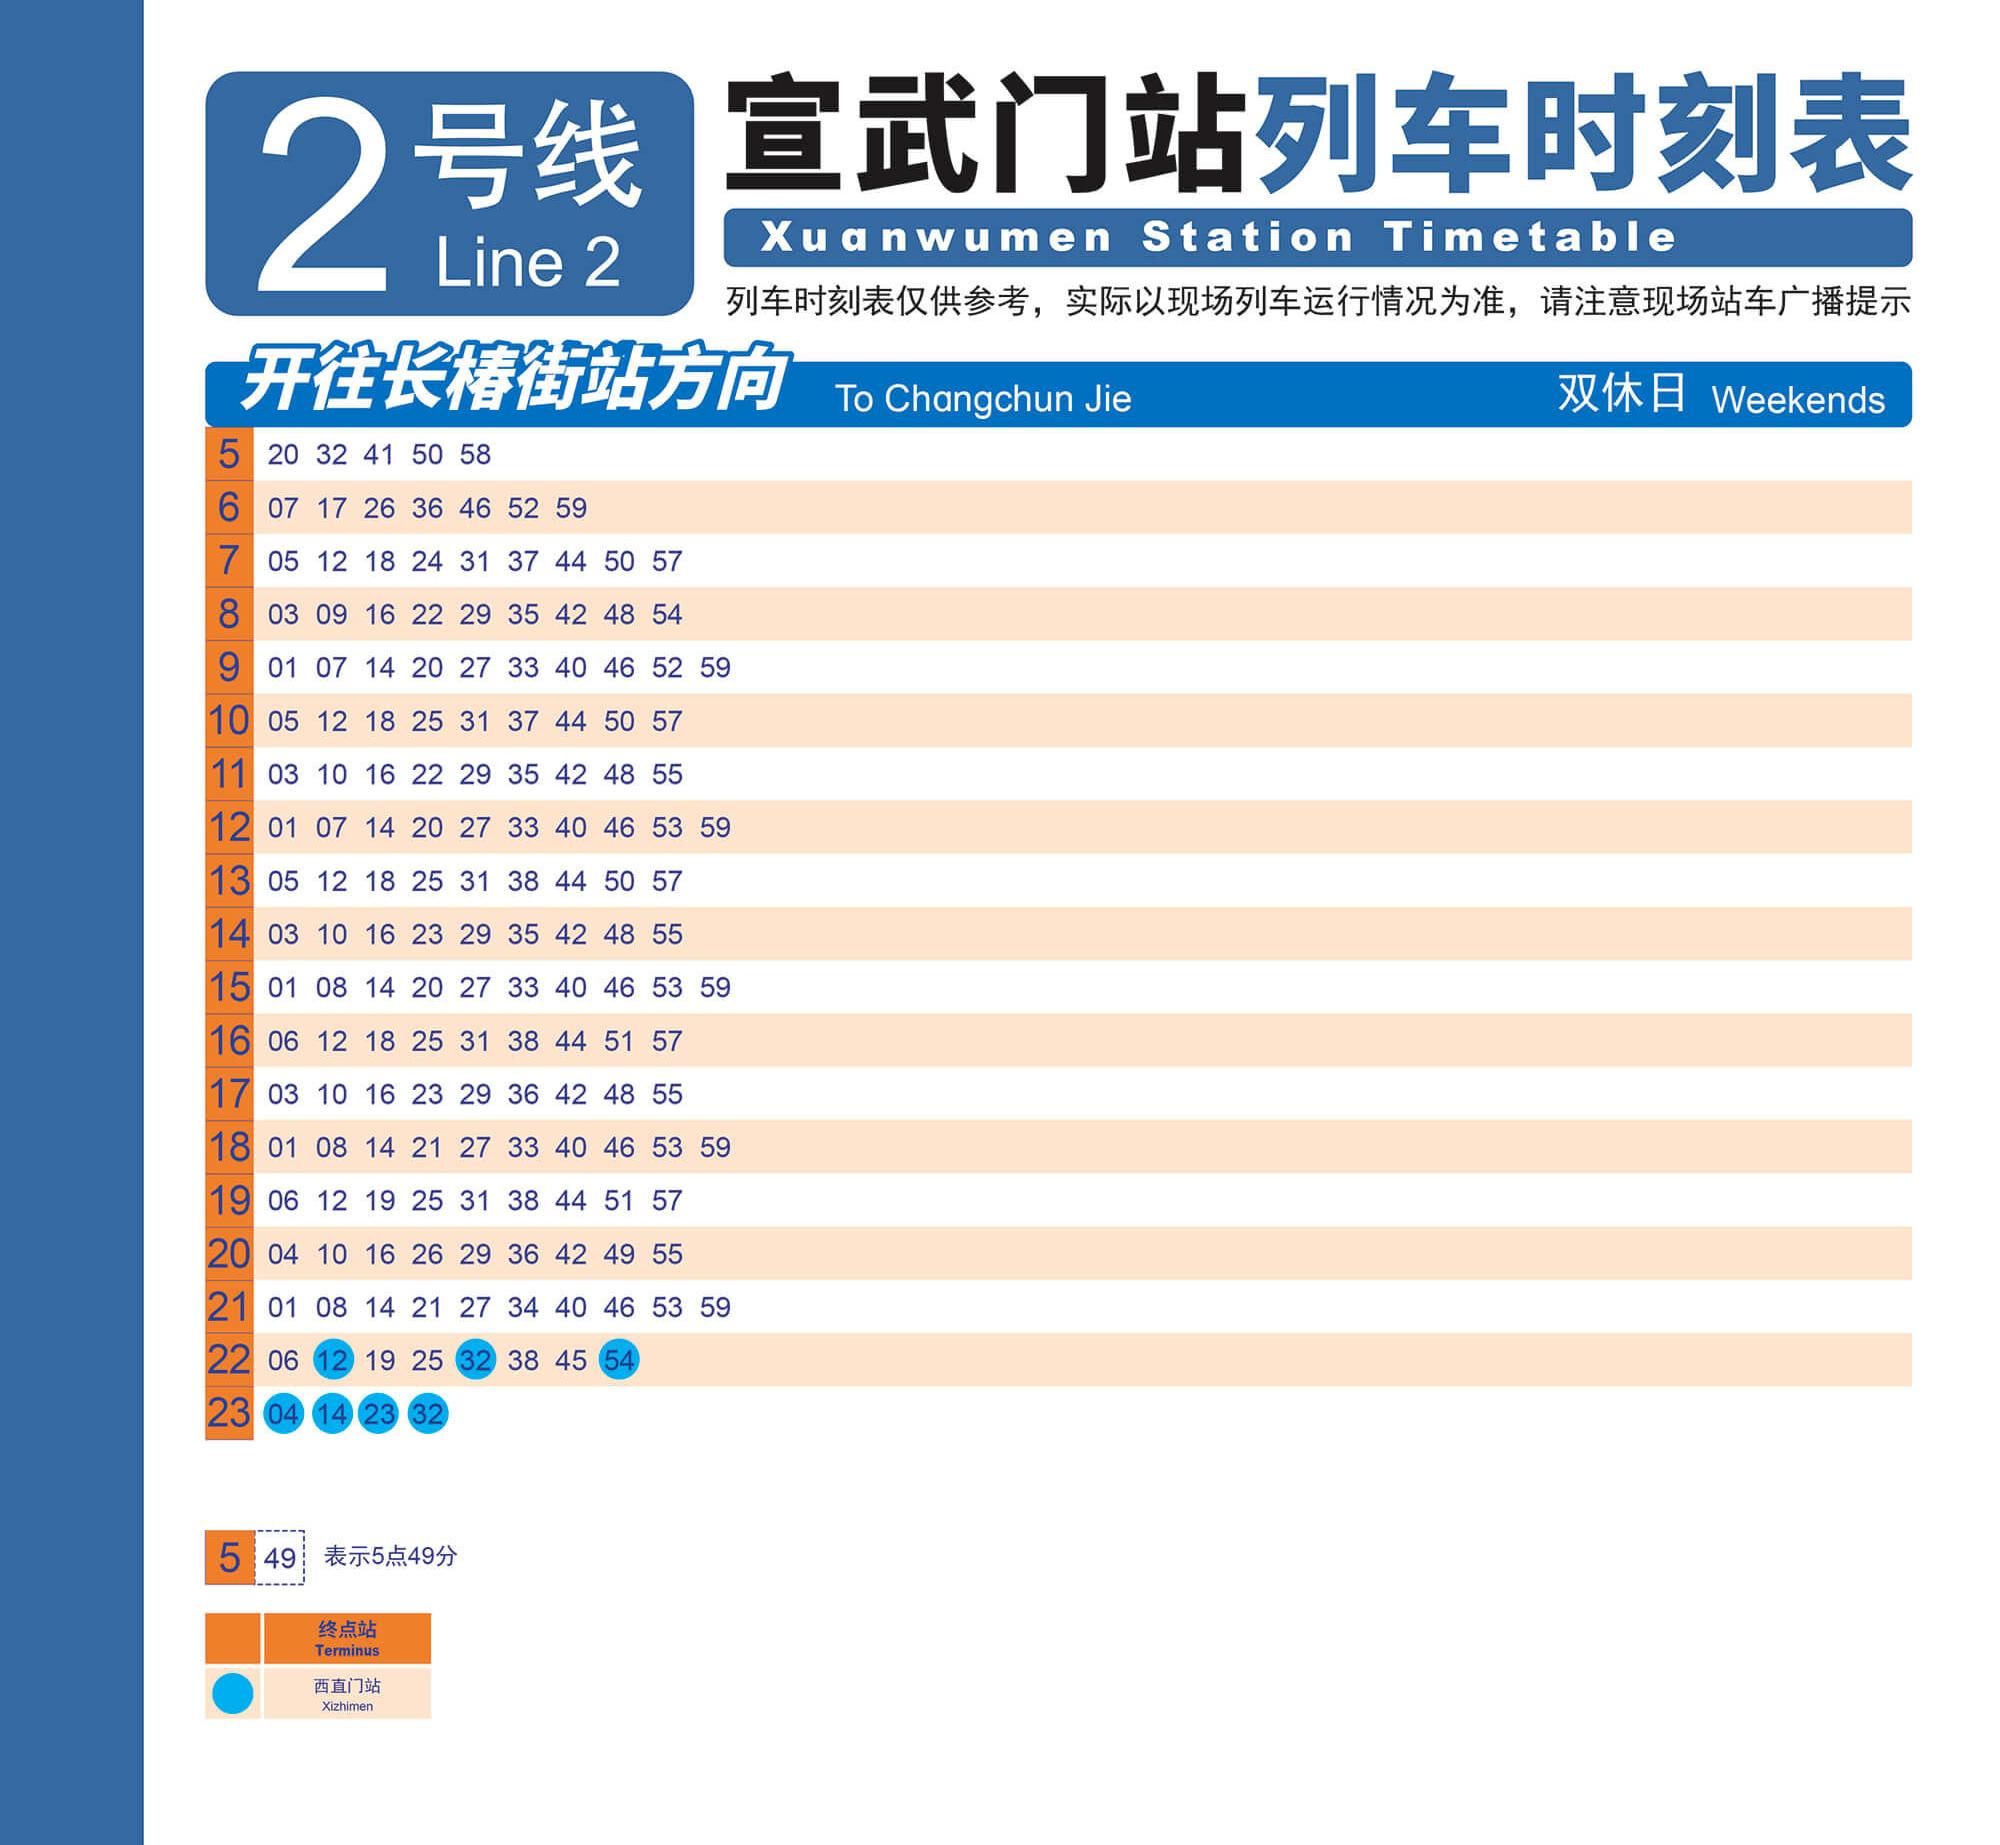 2号线
Line 2
宣武门站列车时刻表
Xuanwumen Station Timetable
列车时刻表仅供参考，实际以现场列车运行情况为准，请注意现场站车广播提示
开往长椿街站方向 To Changchun Jie 双休日 Weekends
5 20 32 41 50 58
6 07 17 26 36 46 52 59
7 05 12 18 24 31 37 44 50 57
8 03 09 16 22 29 35 42 48 54
9 01 07 14 20 27 33 40 46 52 59
10 05 12 18 25 31 37 44 50 57
11 03 10 16 22 29 35 42 48 55
12 01 07 14 20 27 33 40 46 53 59
13 05 12 18 25 31 38 44 50 57
14 03 10 16 23 29 35 42 48 55
15 01 08 14 20 27 33 40 46 53 59
16 06 12 18 25 31 38 44 51 57
17 03 10 16 23 29 36 42 48 55
18 01 08 14 21 27 33 40 46 53 59
19 06 12 19 25 31 38 44 51 57
20 04 10 16 26 29 36 42 49 55
21 01 08 14 21 27 34 40 46 53 59
22 06 12 19 25 32 38 45 54
23 04 14 23 32
5 49 表示5点49分
终点站
Terminus
西直门站
Xizhimen